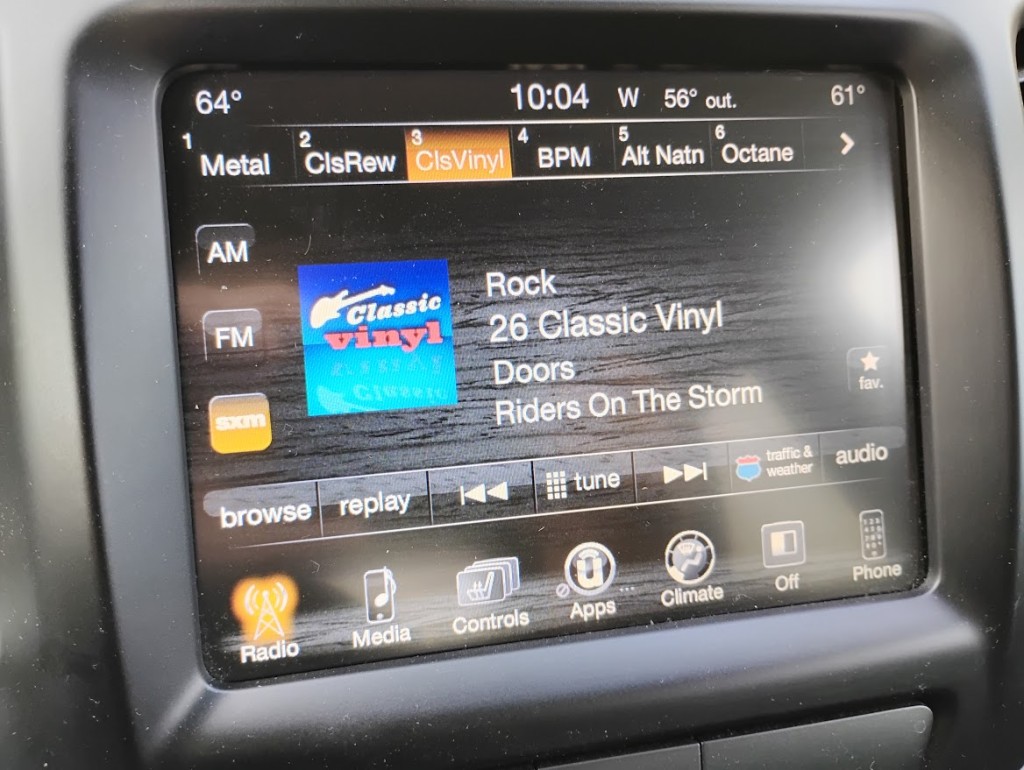 64° 10:04 W 56° out. 61°
1 Metal 2 ClsRew 3 ClsVinyl 4 BPM 5 Alt Natn 6 Octane
AM
FM
sxm
Classic
vinyl
Rock
26 Classic Vinyl
Doors
Riders On The Storm
fav.
browse replay tune traffic & weather audio
Radio Media Controls Apps Climate Off Phone